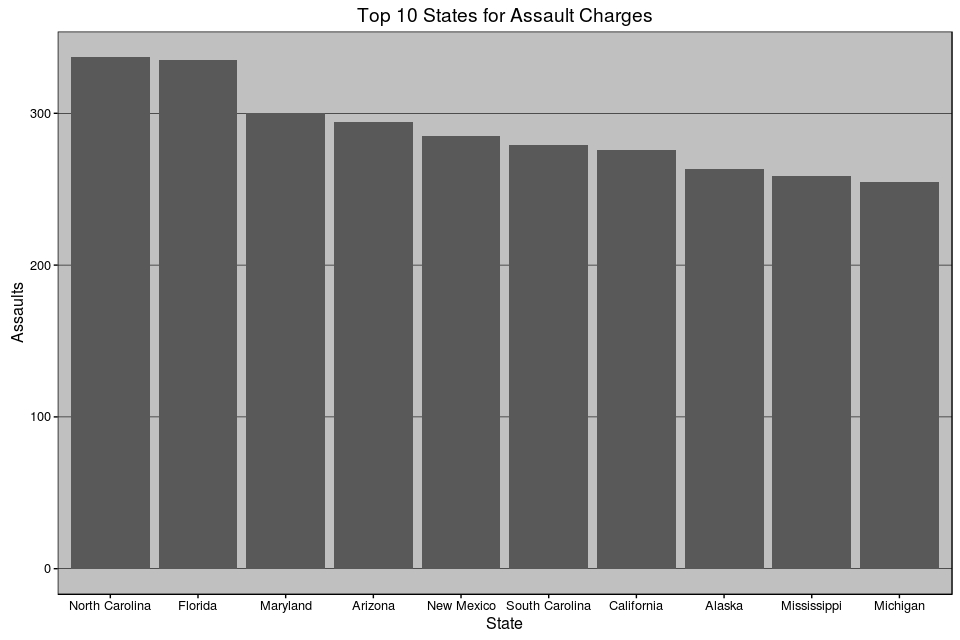 Top 10 States for Assault Charges
Assaults
300
200
100
0
North Carolina Florida Maryland Arizona New Mexico South Carolina California Alaska Mississippi Michigan
State